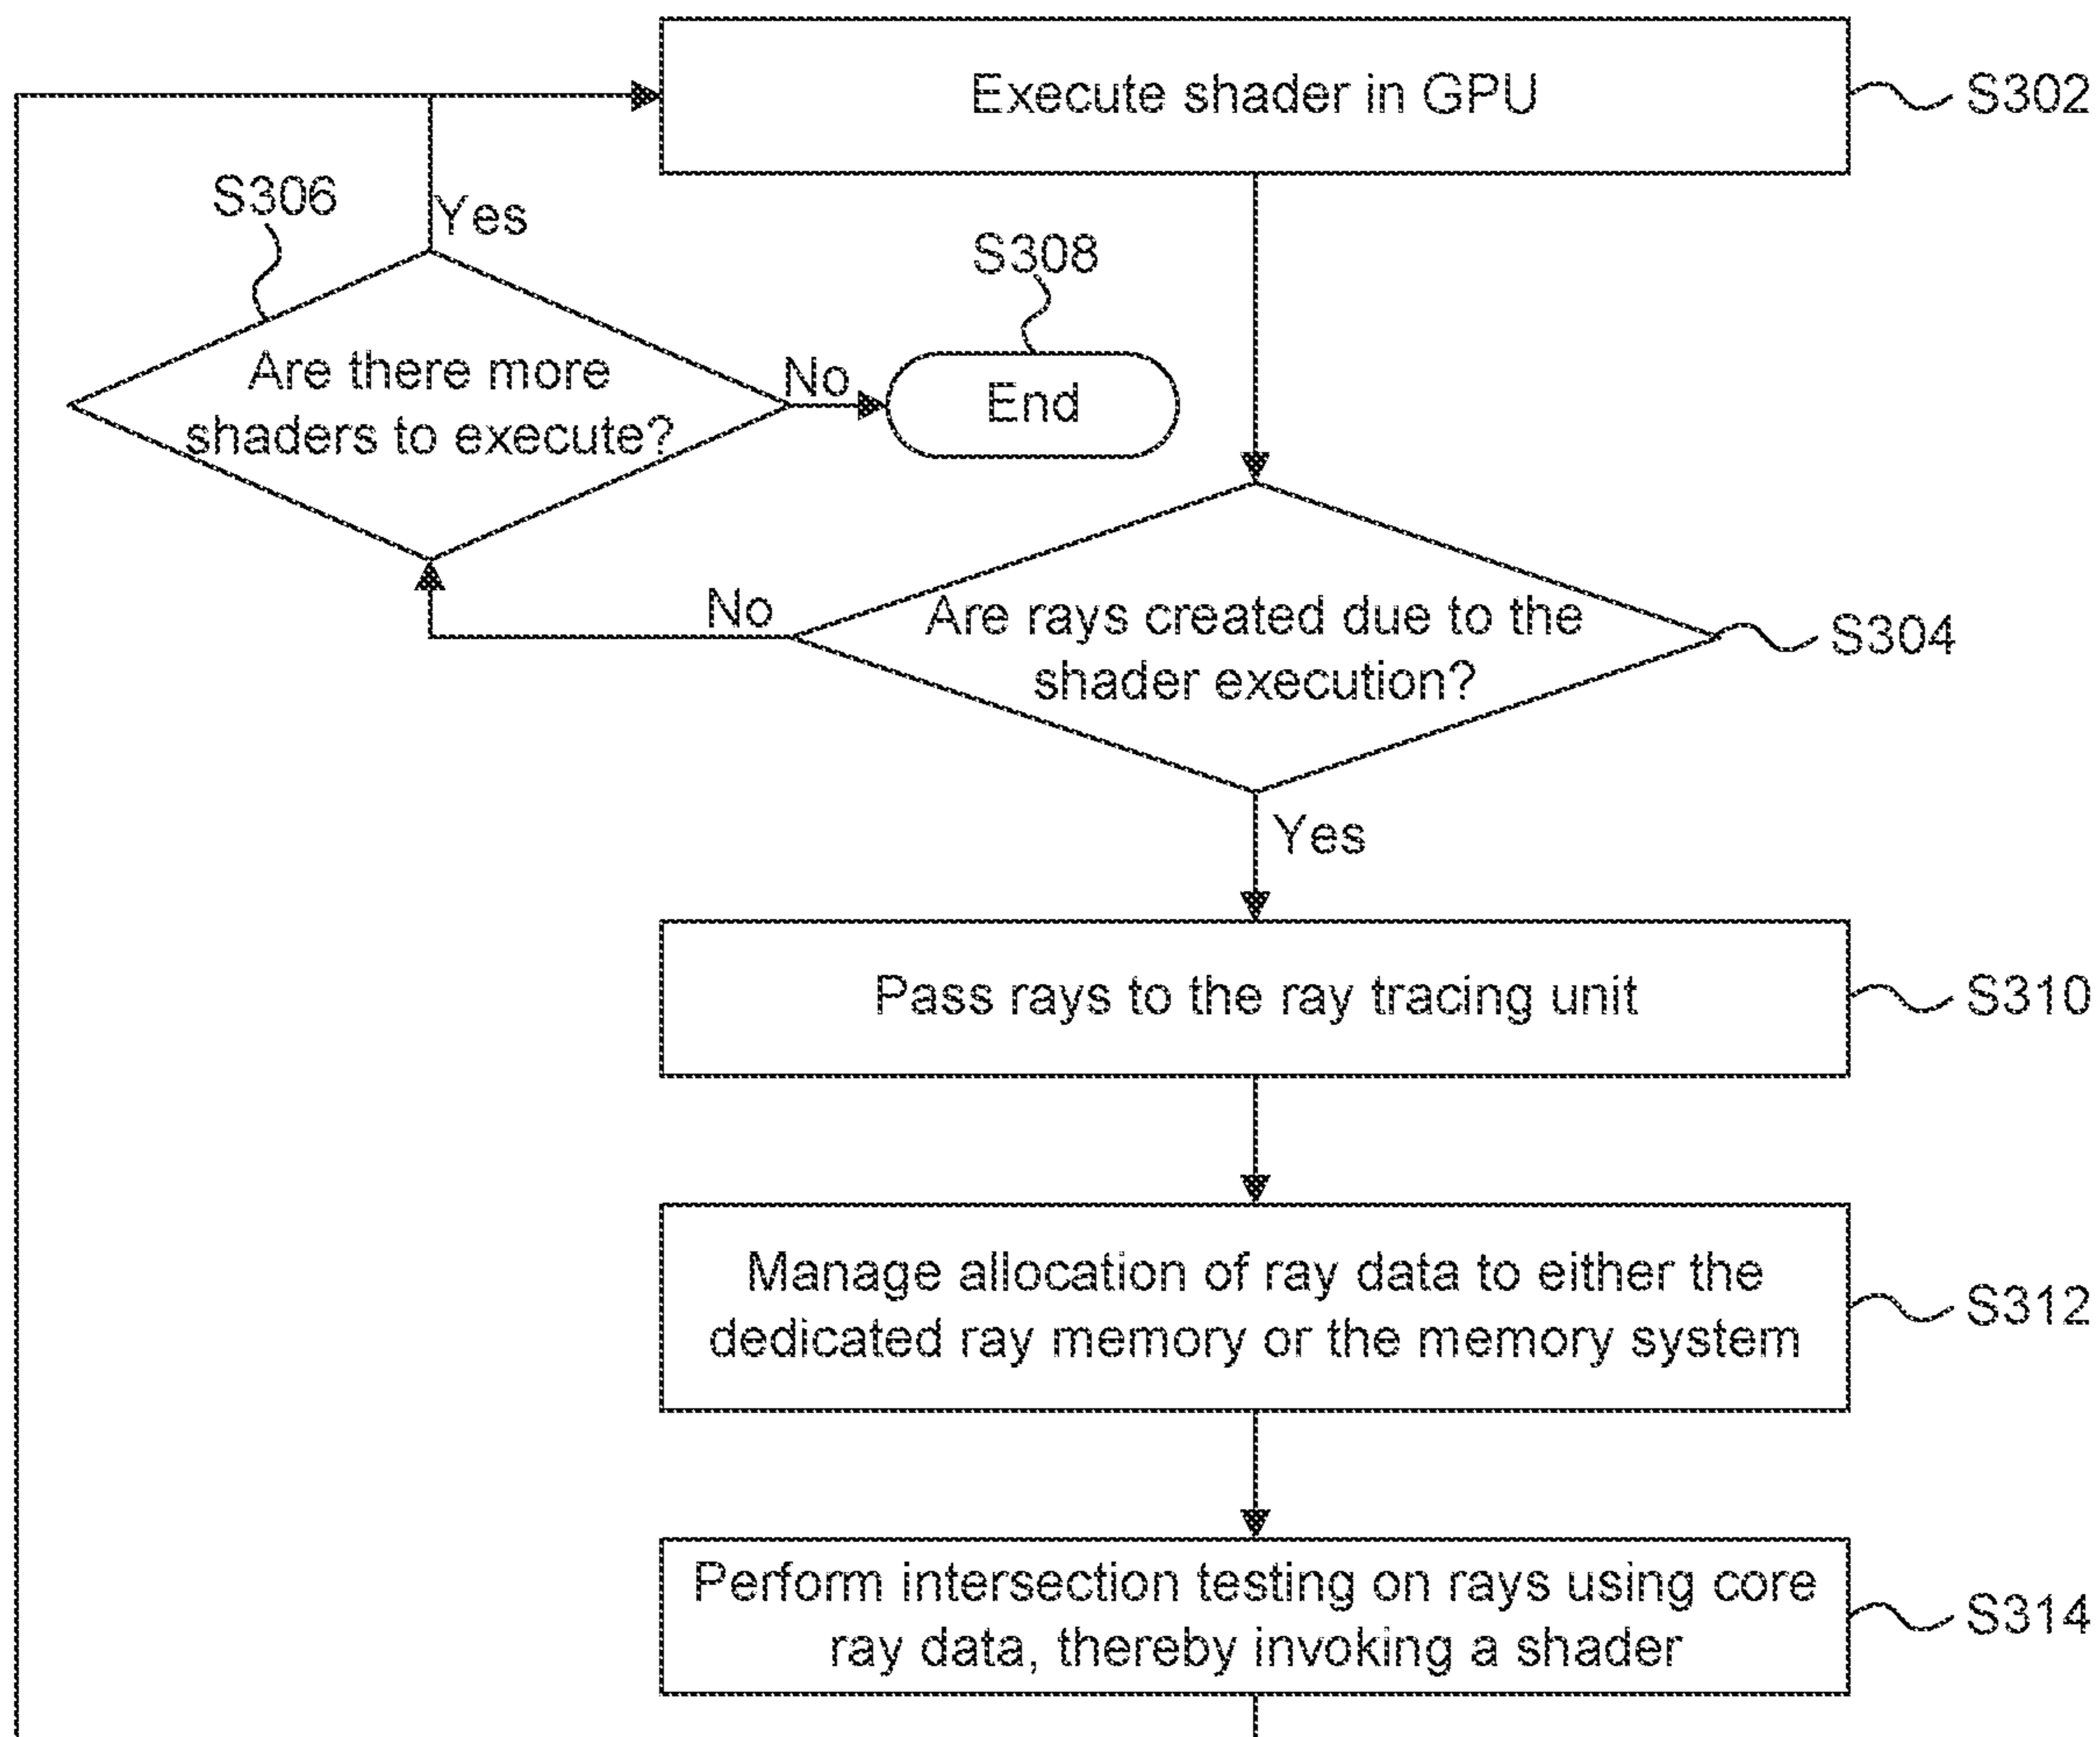 Execute shader in GPU
S302
S306
Yes
S308
Are there more
shaders to execute?
No
End
No
Are rays created due to the
shader execution?
S304
Yes
Pass rays to the ray tracing unit
S310
Manage allocation of ray data to either the
dedicated ray memory or the memory system
S312
Perform intersection testing on rays using core
ray data, thereby invoking a shader
S314